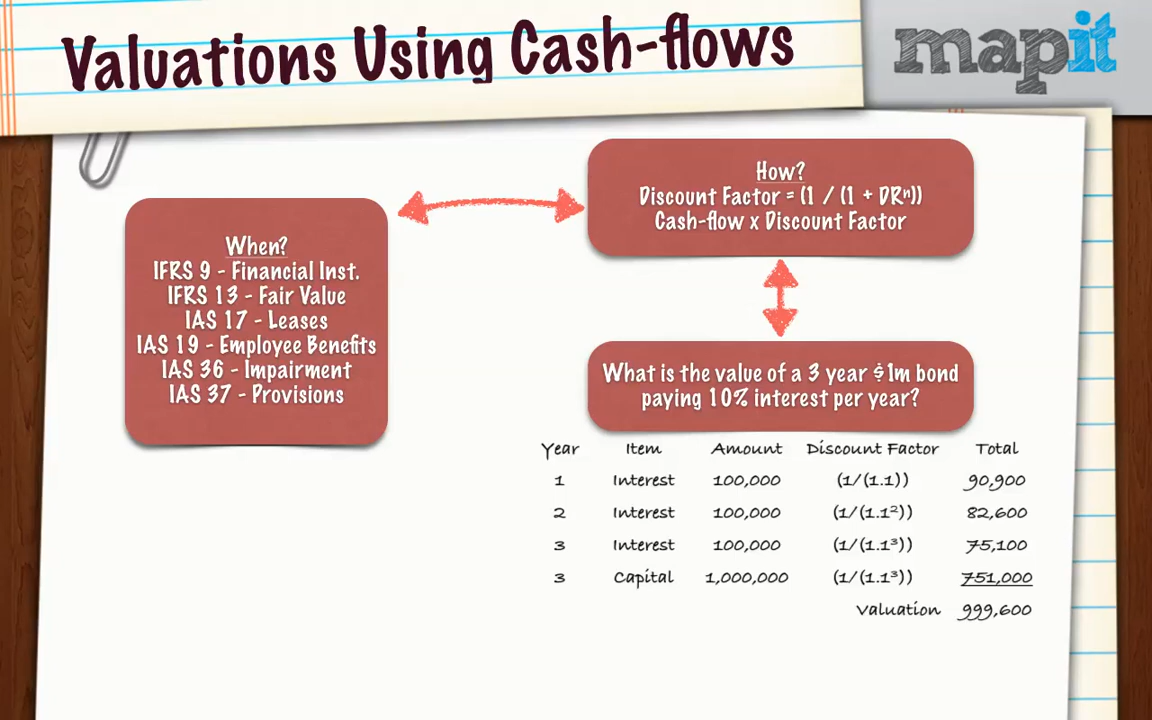 Valuations Using Cash-flows
mapit
How?
Discount Factor = (1 / (1 + DRⁿ))
Cash-flow x Discount Factor
When?
IFRS 9 - Financial Inst.
IFRS 13 - Fair Value
IAS 17 - Leases
IAS 19 - Employee Benefits
IAS 36 - Impairment
IAS 37 - Provisions
What is the value of a 3 year $1m bond
paying 10% interest per year?
Year Item Amount Discount Factor Total
1 Interest 100,000 (1/(1.1)) 90,900
2 Interest 100,000 (1/(1.1²)) 82,600
3 Interest 100,000 (1/(1.1³)) 75,100
3 Capital 1,000,000 (1/(1.1³)) 751,000
Valuation 999,600